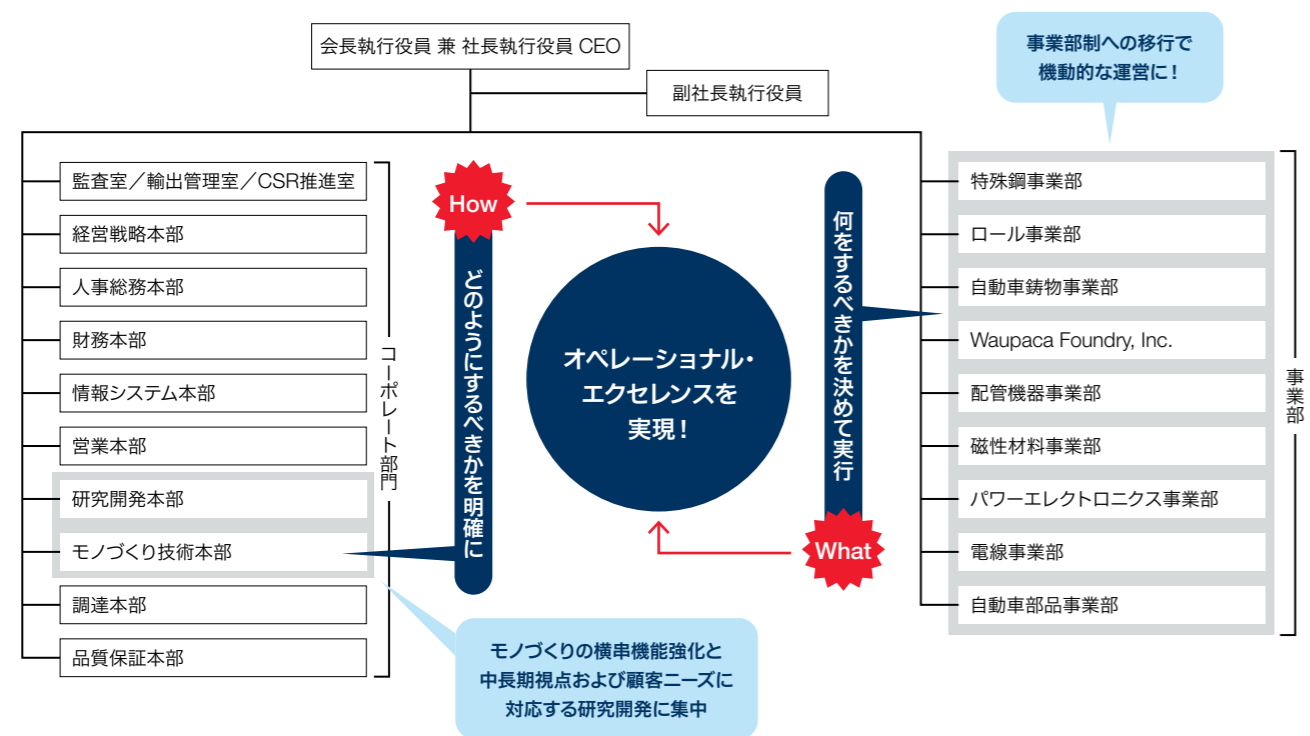 会長執行役員 兼 社長執行役員 CEO
副社長執行役員
事業部制への移行で
機動的な運営に！
監査室／輸出管理室／CSR推進室
経営戦略本部
人事総務本部
財務本部
情報システム本部
営業本部
研究開発本部
モノづくり技術本部
調達本部
品質保証本部
コーポレート部門
How
どのようにするべきかを明確に
オペレーショナル・
エクセレンスを
実現！
何をするべきかを決めて実行
What
特殊鋼事業部
ロール事業部
自動車鋳物事業部
Waupaca Foundry, Inc.
配管機器事業部
磁性材料事業部
パワーエレクトロニクス事業部
電線事業部
自動車部品事業部
事業部
モノづくりの横串機能強化と
中長期視点および顧客ニーズに
対応する研究開発に集中